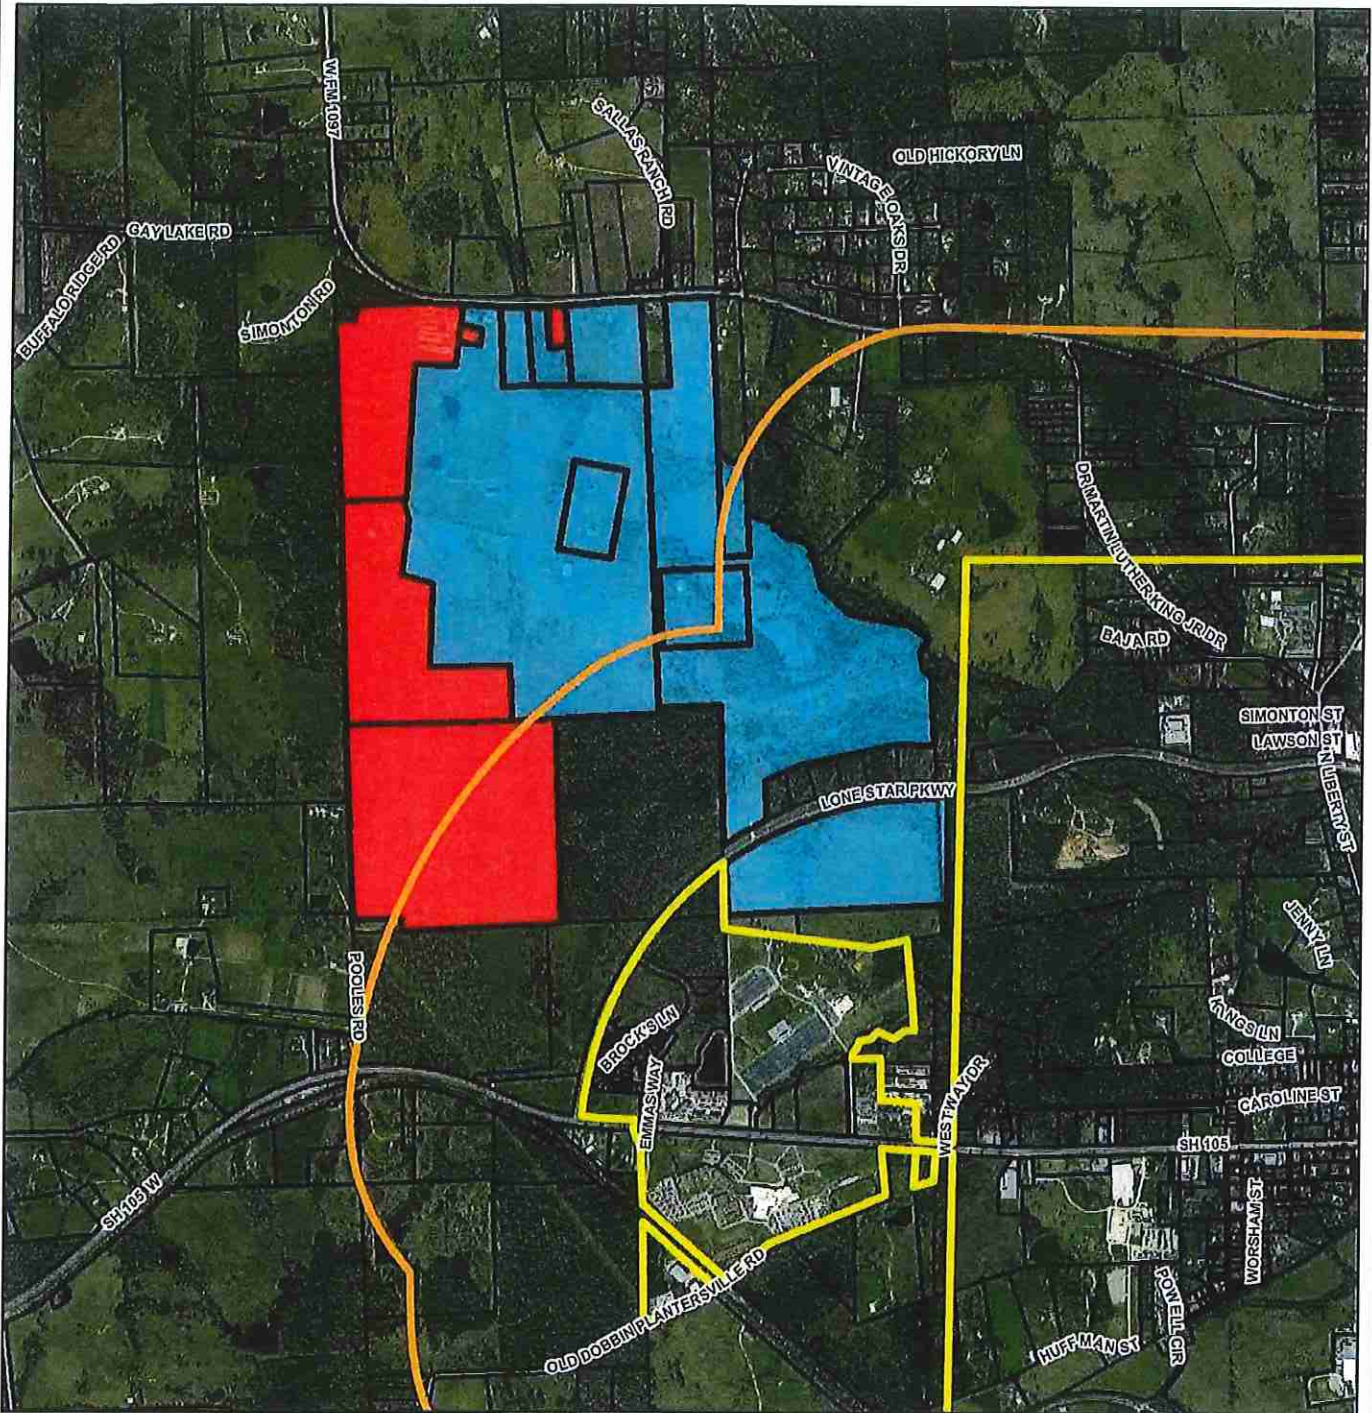 W FM 1097
SALLAS RANCH RD
OLD HICKORY LN
VINTAGE OAKS DR
GAY LAKE RD
BUFFALO RIDGE RD
SIMONTON RD
DR MARTIN LUTHER KING JR DR
BAJA RD
SIMONTON ST
LAWSON ST
N LIBERTY ST
LONE STAR PKWY
JENNY LN
POOLES RD
KINGS LN
BROCK'S LN
COLLEGE
EMMAS WAY
WESTWAY DR
CAROLINE ST
SH 105
SH 105 W
WORSHAM ST
OLD DOBBIN PLANTERSVILLE RD
POWELL CIR
HUFFMAN ST